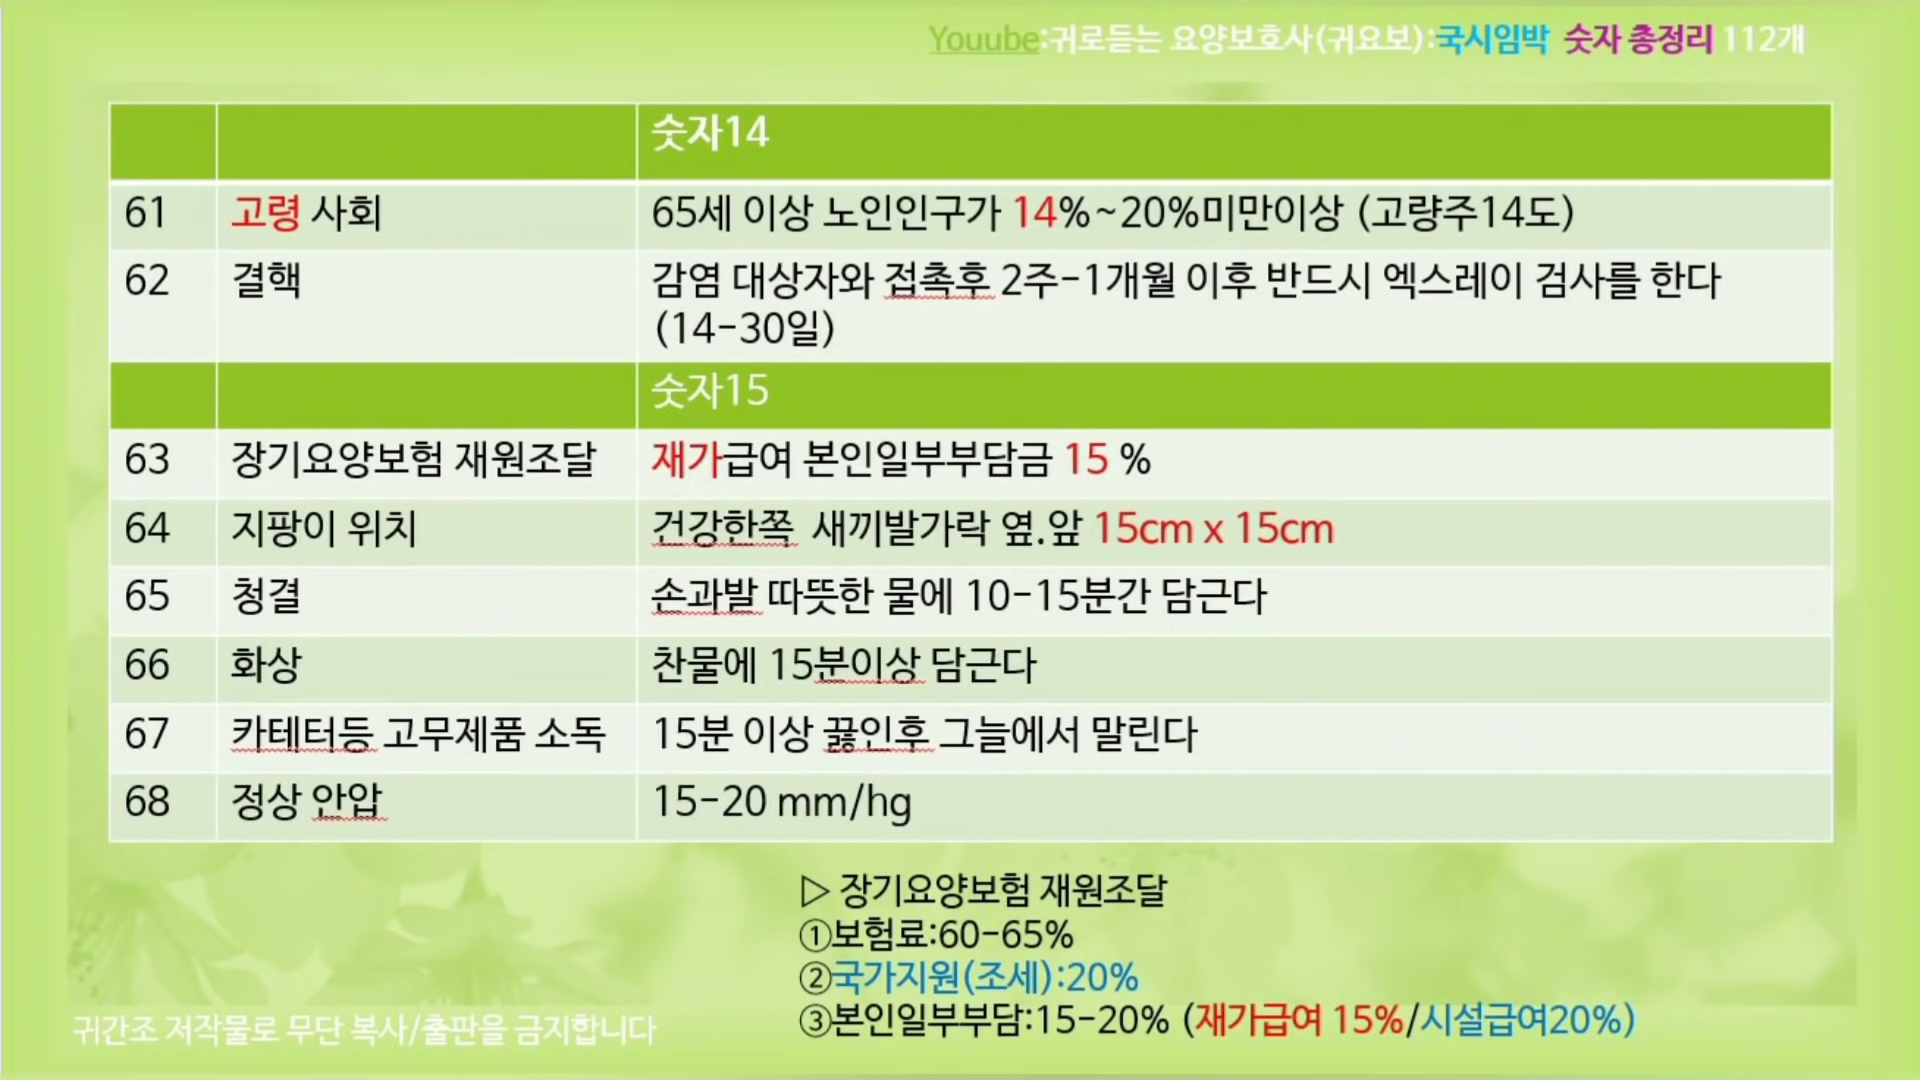 Youube:귀로듣는 요양보호사(귀요보):국시임박 숫자 총정리 112개
숫자14
61 고령 사회 65세 이상 노인인구가 14%~20%미만이상 (고량주14도)
62 결핵 감염 대상자와 접촉후 2주-1개월 이후 반드시 엑스레이 검사를 한다
(14-30일)
숫자15
63 장기요양보험 재원조달 재가급여 본인일부부담금 15 %
64 지팡이 위치 건강한쪽 새끼발가락 옆.앞 15cm x 15cm
65 청결 손과발 따뜻한 물에 10-15분간 담근다
66 화상 찬물에 15분이상 담근다
67 카테터등 고무제품 소독 15분 이상 끓인후 그늘에서 말린다
68 정상 안압 15-20 mm/hg
▷ 장기요양보험 재원조달
①보험료:60-65%
②국가지원(조세):20%
③본인일부부담:15-20% (재가급여 15%/시설급여20%)
귀간조 저작물로 무단 복사/출판을 금지합니다